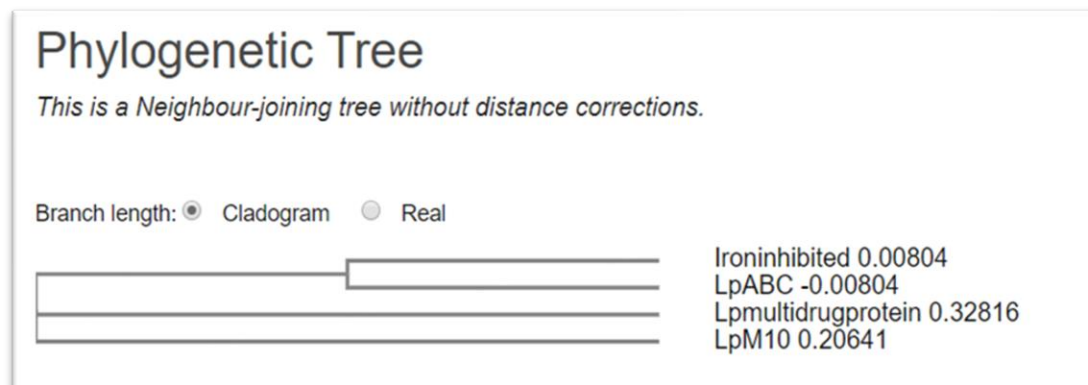 Phylogenetic Tree
This is a Neighbour-joining tree without distance corrections.
Branch length: Cladogram Real
Ironinhibited 0.00804
LpABC -0.00804
Lpmultidrugprotein 0.32816
LpM10 0.20641